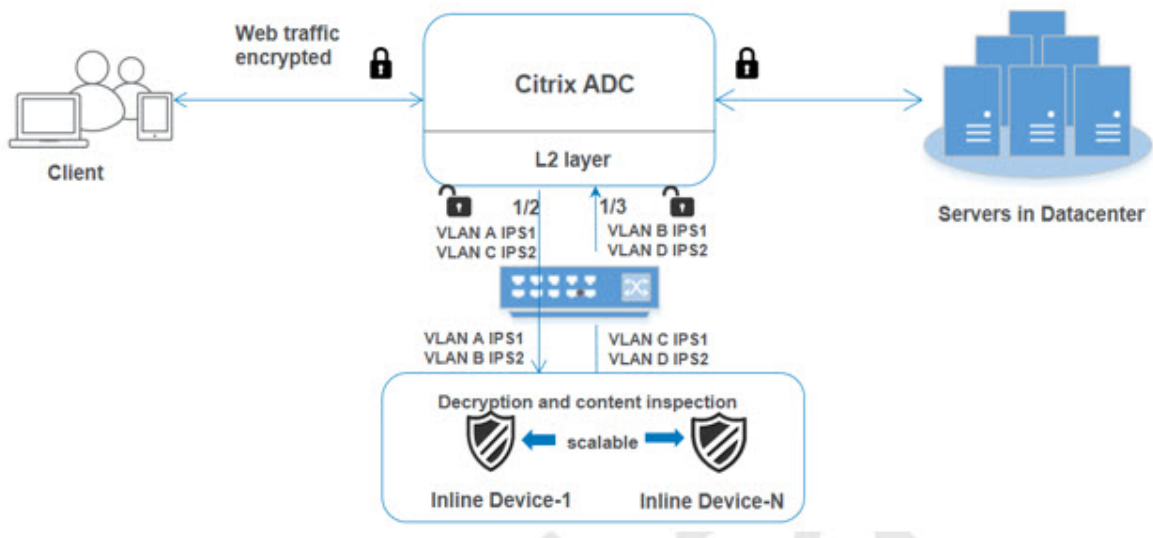 Web traffic
encrypted
Citrix ADC
L2 layer
Client
Servers in Datacenter
1/2
1/3
VLAN A IPS1
VLAN C IPS2
VLAN B IPS1
VLAN D IPS2
VLAN A IPS1
VLAN B IPS2
VLAN C IPS1
VLAN D IPS2
Decryption and content inspection
scalable
Inline Device-1
Inline Device-N